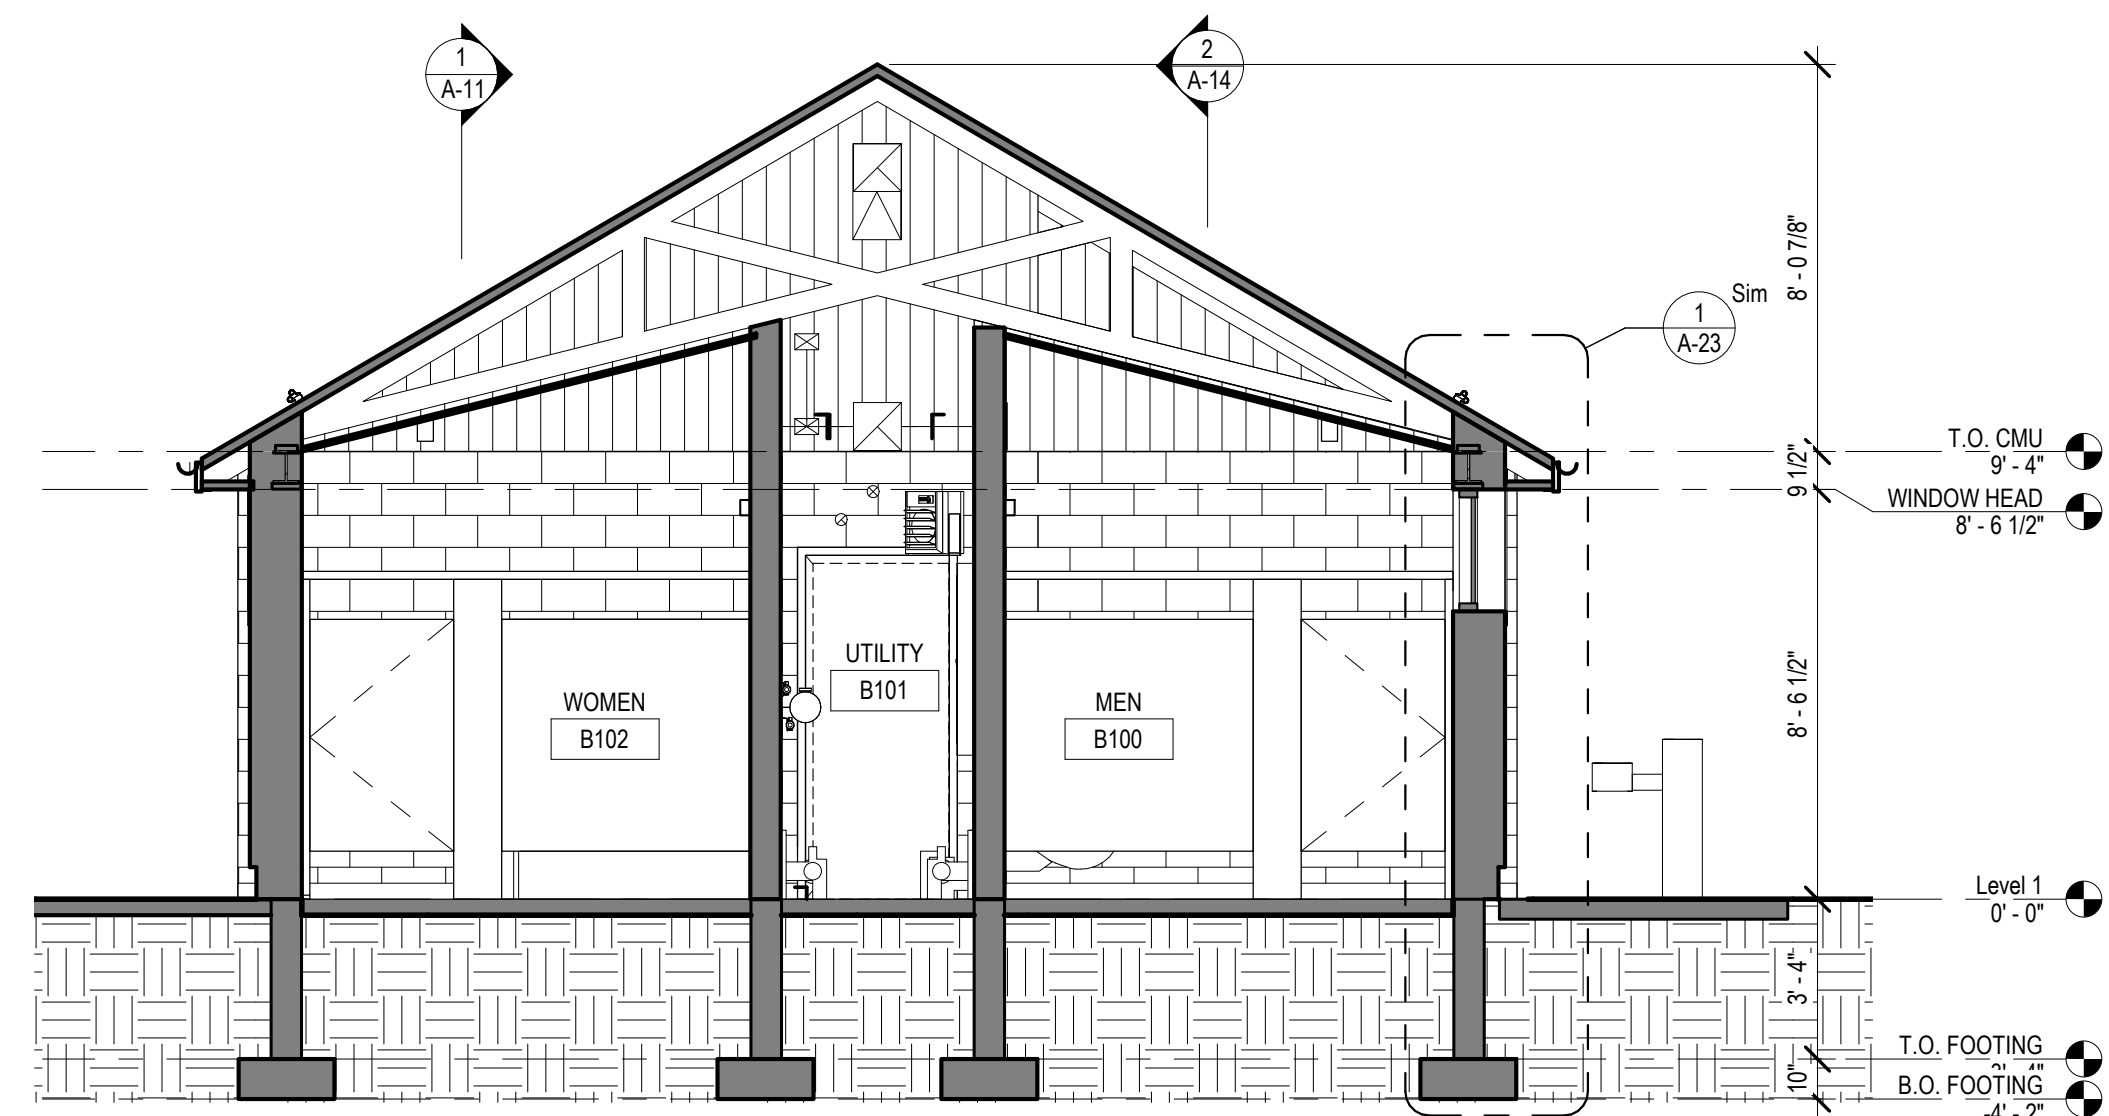 1
A-11
2
A-14
8' - 0 7/8"
Sim
1
A-23
T.O. CMU
9' - 4"
9 1/2"
WINDOW HEAD
8' - 6 1/2"
UTILITY
B101
WOMEN
B102
MEN
B100
8' - 6 1/2"
Level 1
0' - 0"
3' - 4"
T.O. FOOTING
10"
B.O. FOOTING
-4' - 2"